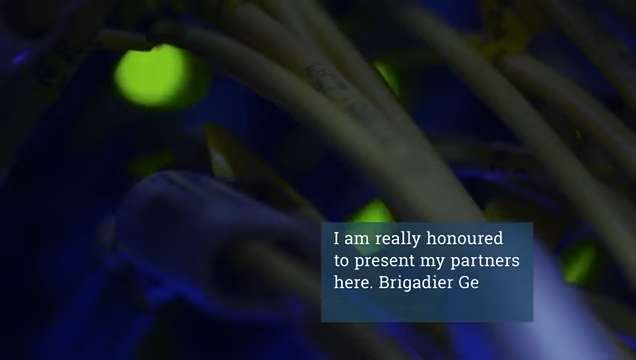 I am really honoured
to present my partners
here. Brigadier Ge